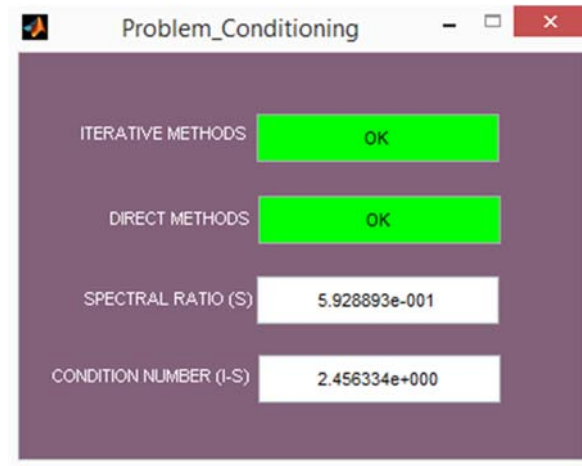 Problem_Conditioning
ITERATIVE METHODS OK
DIRECT METHODS OK
SPECTRAL RATIO (S) 5.928893e-001
CONDITION NUMBER (I-S) 2.456334e+000